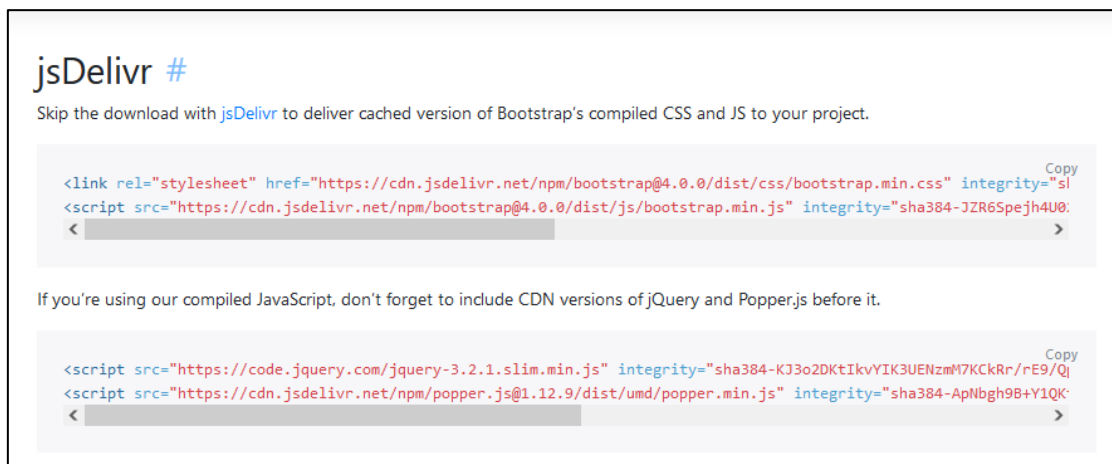 jsDelivr #
Skip the download with jsDelivr to deliver cached version of Bootstrap's compiled CSS and JS to your project.
Copy
<link rel="stylesheet" href="https://cdn.jsdelivr.net/npm/bootstrap@4.0.0/dist/css/bootstrap.min.css" integrity="sl
<script src="https://cdn.jsdelivr.net/npm/bootstrap@4.0.0/dist/js/bootstrap.min.js" integrity="sha384-JZR6Spejh4U0
If you're using our compiled JavaScript, don't forget to include CDN versions of jQuery and Popper.js before it.
Copy
<script src="https://code.jquery.com/jquery-3.2.1.slim.min.js" integrity="sha384-KJ3o2DKtIkvYIK3UENzmM7KCkRr/rE9/Q
<script src="https://cdn.jsdelivr.net/npm/popper.js@1.12.9/dist/umd/popper.min.js" integrity="sha384-ApNbgh9B+Y1QK